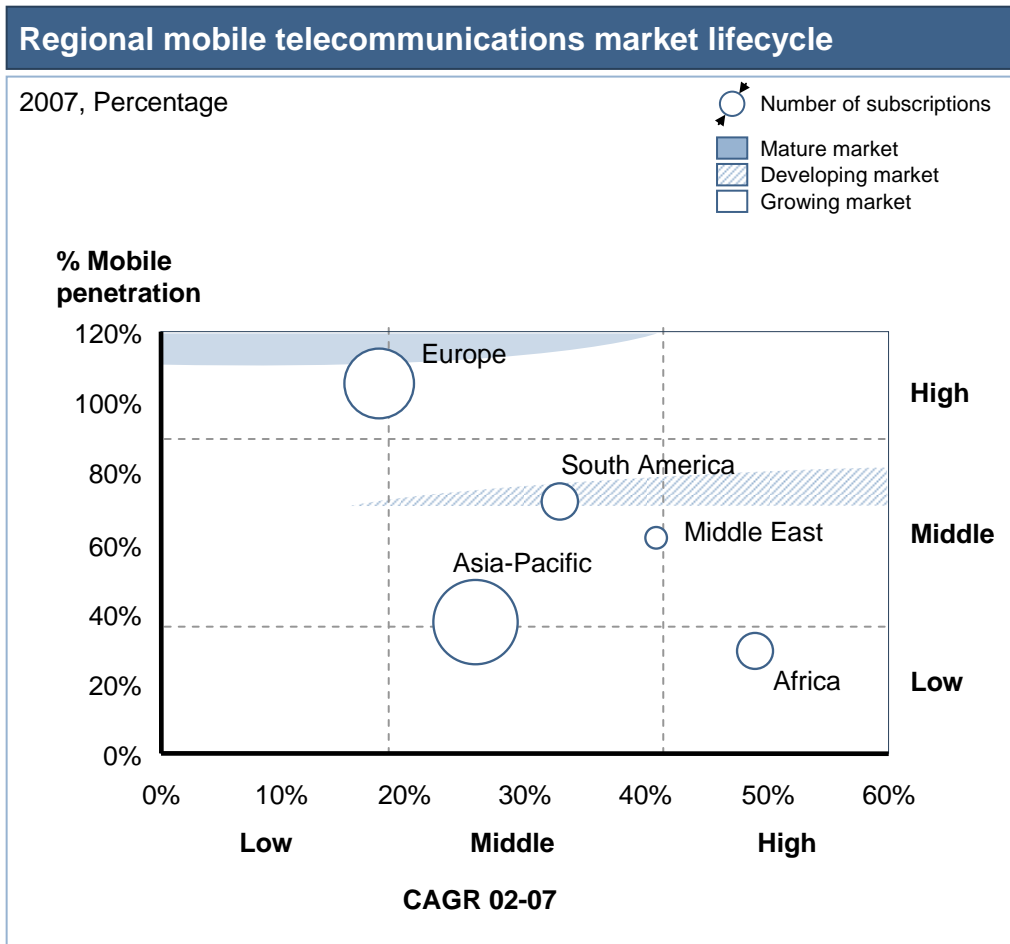 Regional mobile telecommunications market lifecycle
2007, Percentage
Number of subscriptions
Mature market
Developing market
Growing market
% Mobile
penetration
120%
100%
80%
60%
40%
20%
0%
Europe
South America
Middle East
Asia-Pacific
Africa
High
Middle
Low
0% 10% 20% 30% 40% 50% 60%
Low Middle High
CAGR 02-07